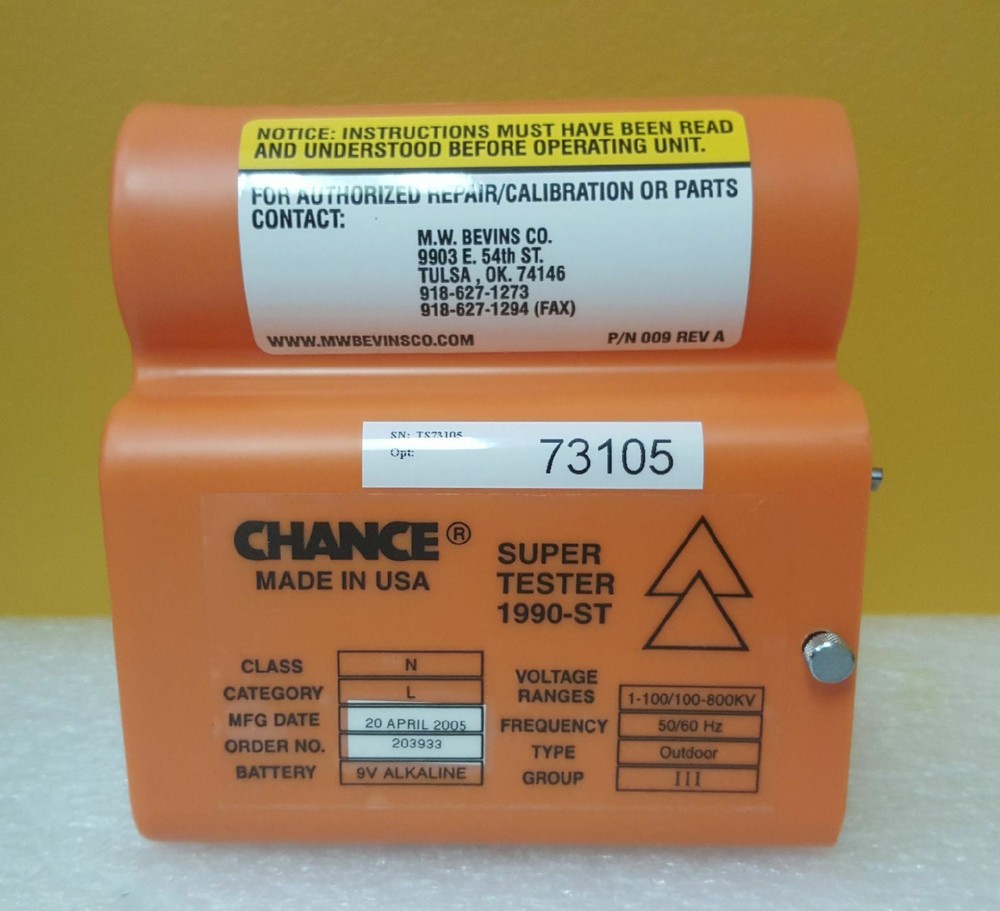 NOTICE: INSTRUCTIONS MUST HAVE BEEN READ
AND UNDERSTOOD BEFORE OPERATING UNIT.
FOR AUTHORIZED REPAIR/CALIBRATION OR PARTS
CONTACT:
M.W. BEVINS CO.
9903 E. 54th ST.
TULSA , OK. 74146
918-627-1273
918-627-1294 (FAX)
WWW.MWBEVINSCO.COM P/N 009 REV A
SN: TS73105
Opt:
73105
CHANCE ®
MADE IN USA
SUPER
TESTER
1990-ST
CLASS N
CATEGORY L
MFG DATE 20 APRIL 2005
ORDER NO. 203933
BATTERY 9V ALKALINE
VOLTAGE
RANGES 1-100/100-800KV
FREQUENCY 50/60 Hz
TYPE Outdoor
GROUP III